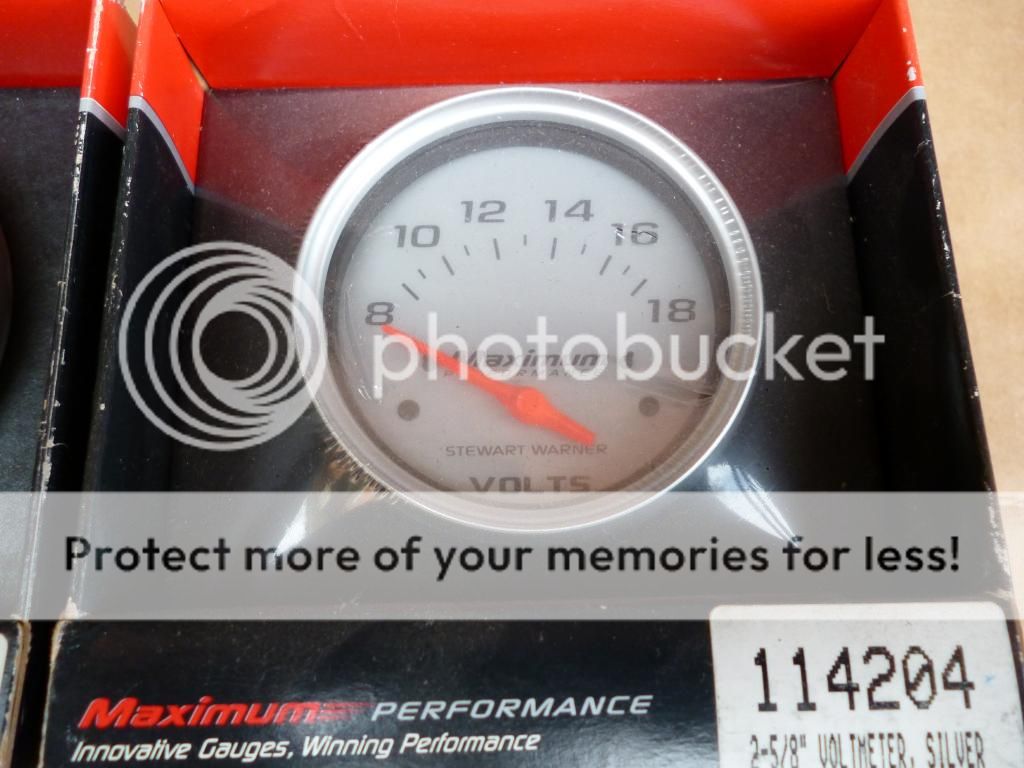 12 14
10 16
8 18
photobucket
Maximum
PERFORMANCE
STEWART WARNER
VOLTS
Protect more of your memories for less!
114204
2-5/8" VOLTMETER, SILVER
Maximum PERFORMANCE
Innovative Gauges, Winning Performance